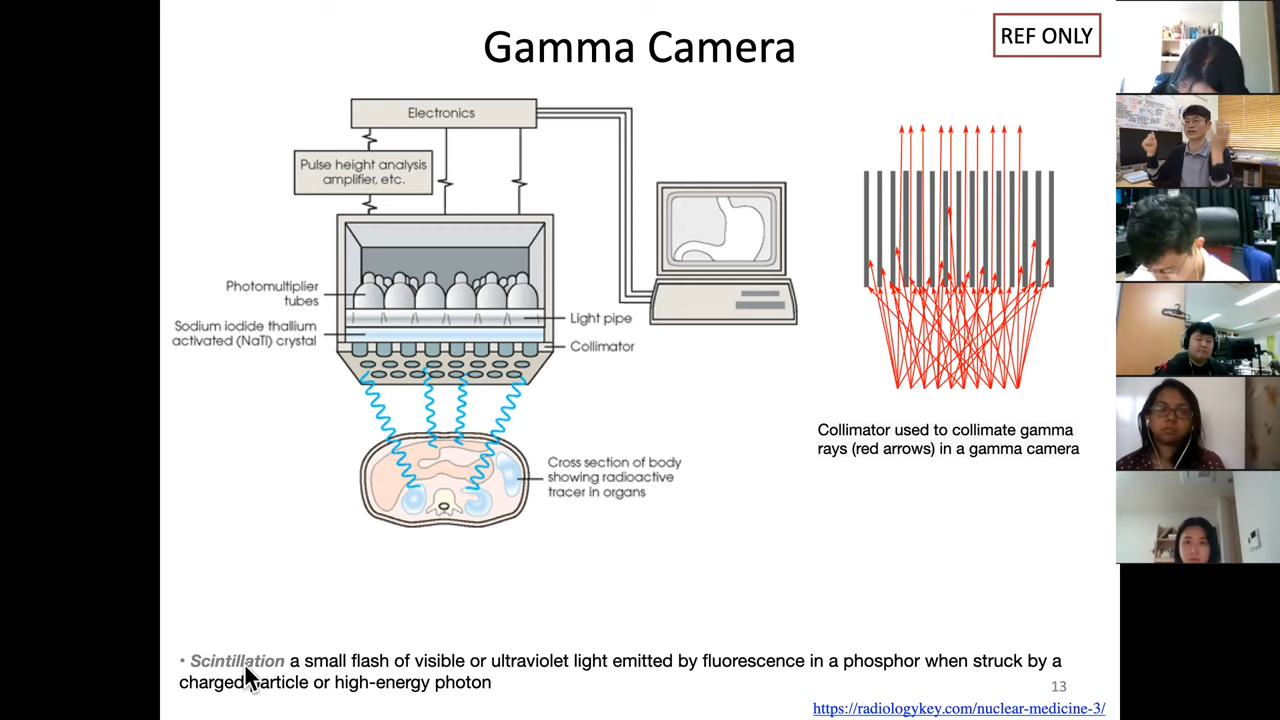 Gamma Camera
REF ONLY
Electronics
Pulse height analysis
amplifier, etc.
Photomultiplier
tubes
Sodium iodide thallium
activated (NaTl) crystal
Light pipe
Collimator
Cross section of body
showing radioactive
tracer in organs
Collimator used to collimate gamma
rays (red arrows) in a gamma camera
• Scintillation a small flash of visible or ultraviolet light emitted by fluorescence in a phosphor when struck by a
charged particle or high-energy photon
13
https://radiologykey.com/nuclear-medicine-3/